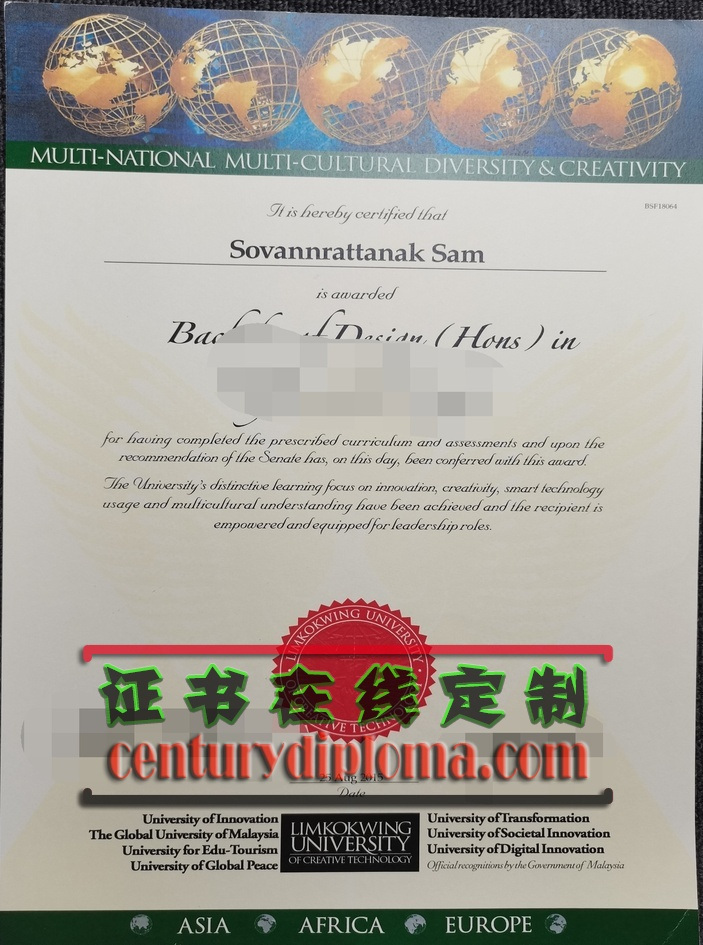 MULTI-NATIONAL MULTI-CULTURAL DIVERSITY & CREATIVITY
BSF18064
It is hereby certified that
Sovannrattanak Sam
is awarded
Design (Hons) in
for having completed the prescribed curriculum and assessments and upon the
recommendation of the Senate has, on this day, been conferred with this award.
The University's distinctive learning focus on innovation, creativity, smart technology
usage and multicultural understanding have been achieved and the recipient is
empowered and equipped for leadership roles.
LIMKOKWING UNIVERSITY
证书在线定制
centurydiploma.com
25 Aug 2015
Date
University of Innovation
The Global University of Malaysia
University for Edu-Tourism
University of Global Peace
LIMKOKWING
UNIVERSITY
OF CREATIVE TECHNOLOGY
University of Transformation
University of Societal Innovation
University of Digital Innovation
Official recognitions by the Government of Malaysia
ASIA AFRICA EUROPE